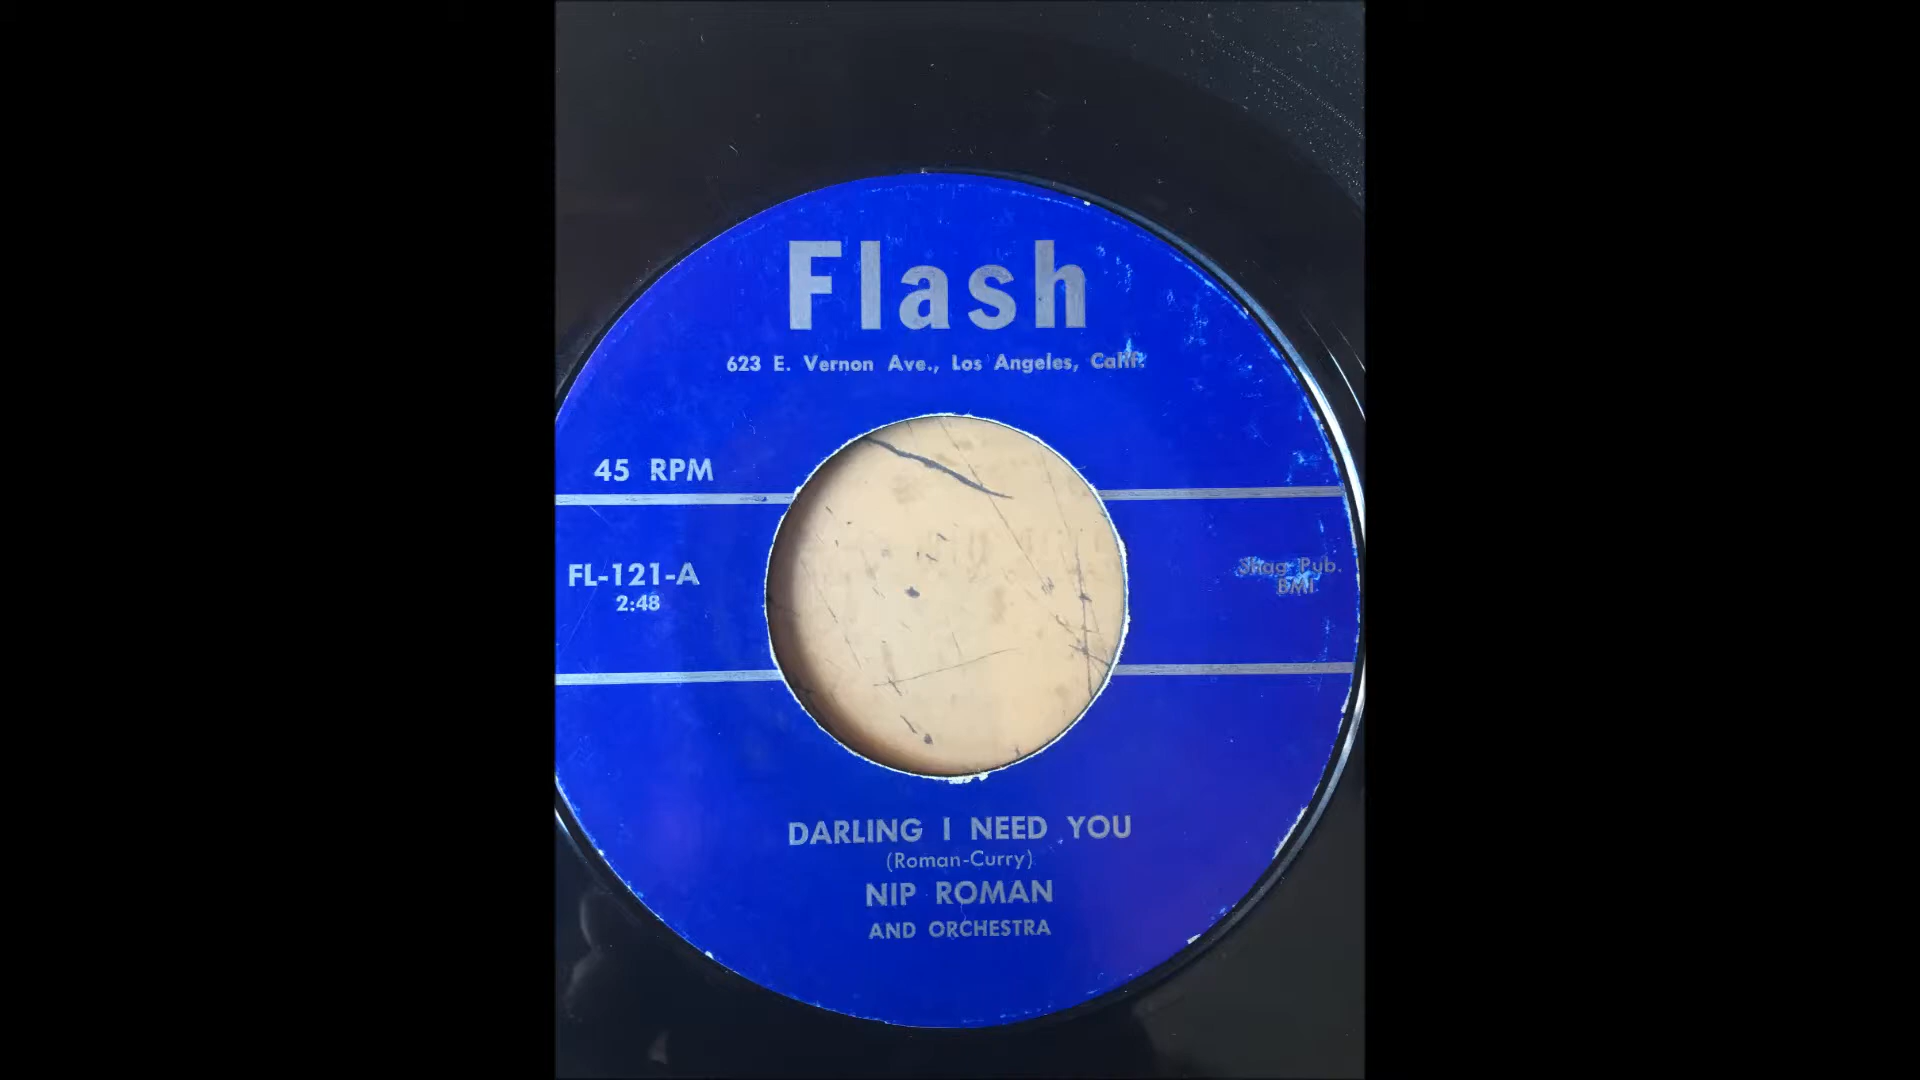 Flash
623 E. Vernon Ave., Los Angeles, Calif.
45 RPM
FL-121-A
2:48
Pub.
BMI
DARLING I NEED YOU
(Roman-Curry)
NIP ROMAN
AND ORCHESTRA